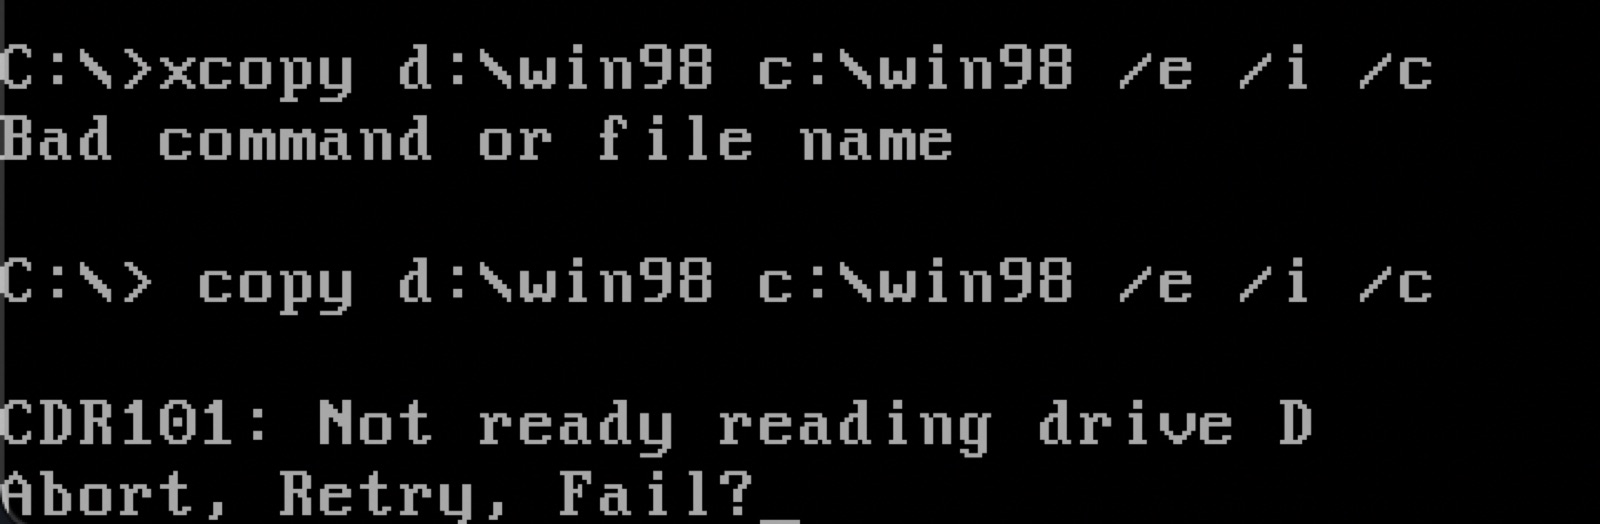 C:\>xcopy d:\win98 c:\win98 /e /i /c
Bad command or file name
C:\> copy d:\win98 c:\win98 /e /i /c
CDR101: Not ready reading drive D
Abort, Retry, Fail?_